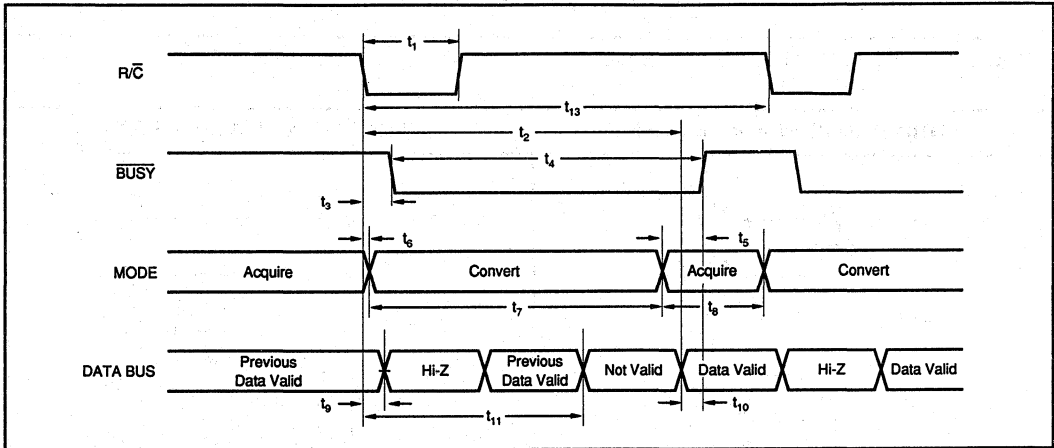 t1
R/C̅
t13
t2
B̅U̅S̅Y̅
t4
t3
t6
t5
MODE
Acquire
Convert
Acquire
Convert
t7
t8
DATA BUS
Previous Data Valid
Hi-Z
Previous Data Valid
Not Valid
Data Valid
Hi-Z
Data Valid
t9
t11
t10